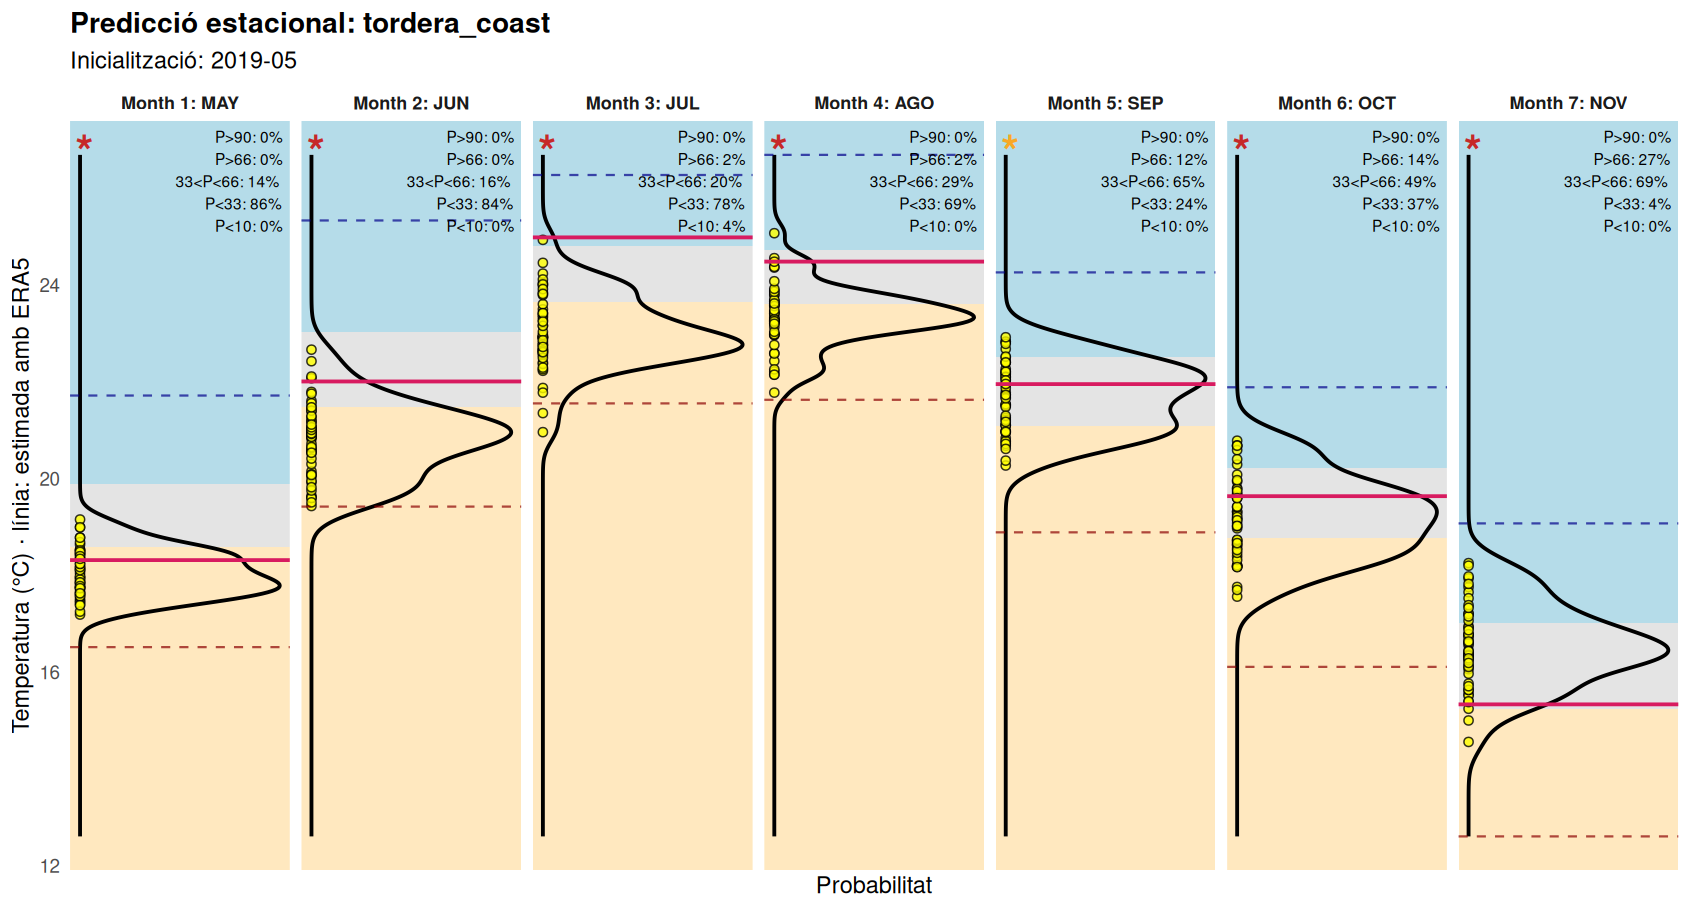 Predicció estacional: tordera_coast
Inicialització: 2019-05
Month 1: MAY
Month 2: JUN
Month 3: JUL
Month 4: AGO
Month 5: SEP
Month 6: OCT
Month 7: NOV
*
P>90: 0%
P>66: 0%
33<P<66: 14%
P<33: 86%
P<10: 0%
*
P>90: 0%
P>66: 0%
33<P<66: 16%
P<33: 84%
P<10: 0%
*
P>90: 0%
P>66: 2%
33<P<66: 20%
P<33: 78%
P<10: 4%
*
P>90: 0%
P>66: 2%
33<P<66: 29%
P<33: 69%
P<10: 0%
*
P>90: 0%
P>66: 12%
33<P<66: 65%
P<33: 24%
P<10: 0%
*
P>90: 0%
P>66: 14%
33<P<66: 49%
P<33: 37%
P<10: 0%
*
P>90: 0%
P>66: 27%
33<P<66: 69%
P<33: 4%
P<10: 0%
Temperatura (°C) · línia: estimada amb ERA5
24
20
16
12
Probabilitat